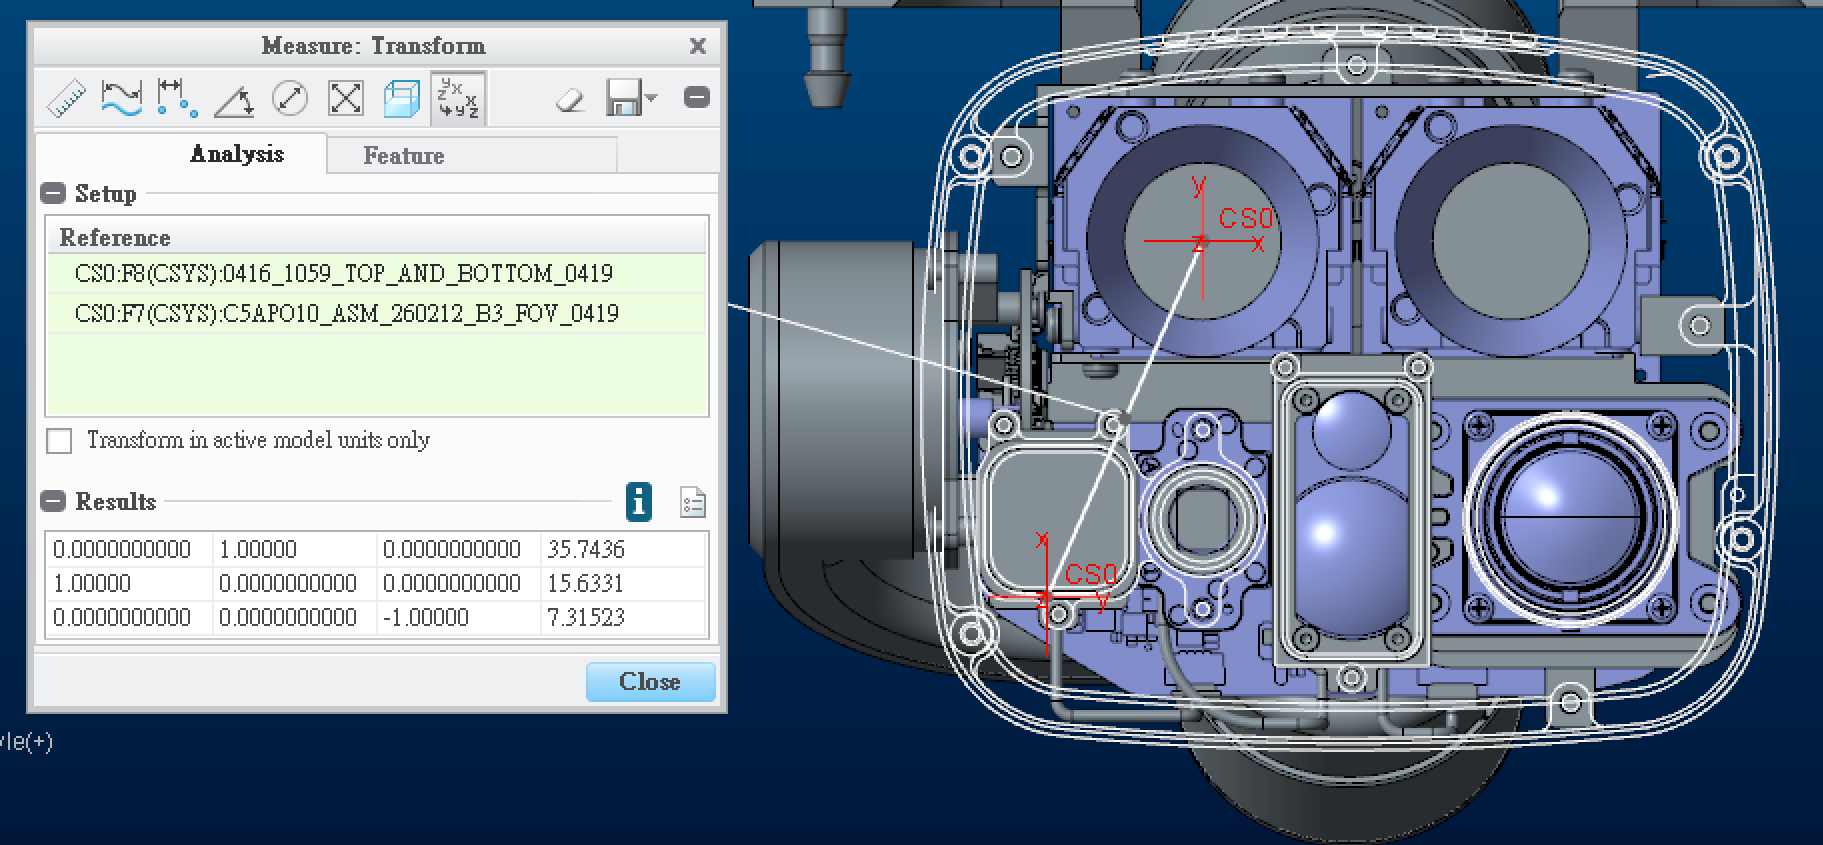 Measure: Transform
Analysis
Feature
Setup
Reference
CS0:F8(CSYS):0416_1059_TOP_AND_BOTTOM_0419
CS0:F7(CSYS):C5APO10_ASM_260212_B3_FOV_0419
Transform in active model units only
Results
0.0000000000 1.00000 0.0000000000 35.7436
1.00000 0.0000000000 0.0000000000 15.6331
0.0000000000 0.0000000000 -1.00000 7.31523
Close
yle(+)
y
CS0
z x
x
CS0
z y